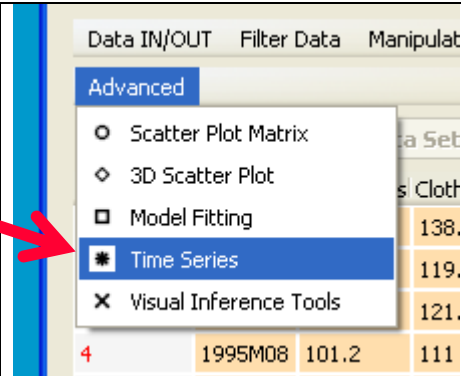 Data IN/OUT Filter Data
Advanced
Scatter Plot Matrix
3D Scatter Plot
Model Fitting
Time Series
Visual Inference Tools
138.
119.
121.
4 1995M08 101.2 111